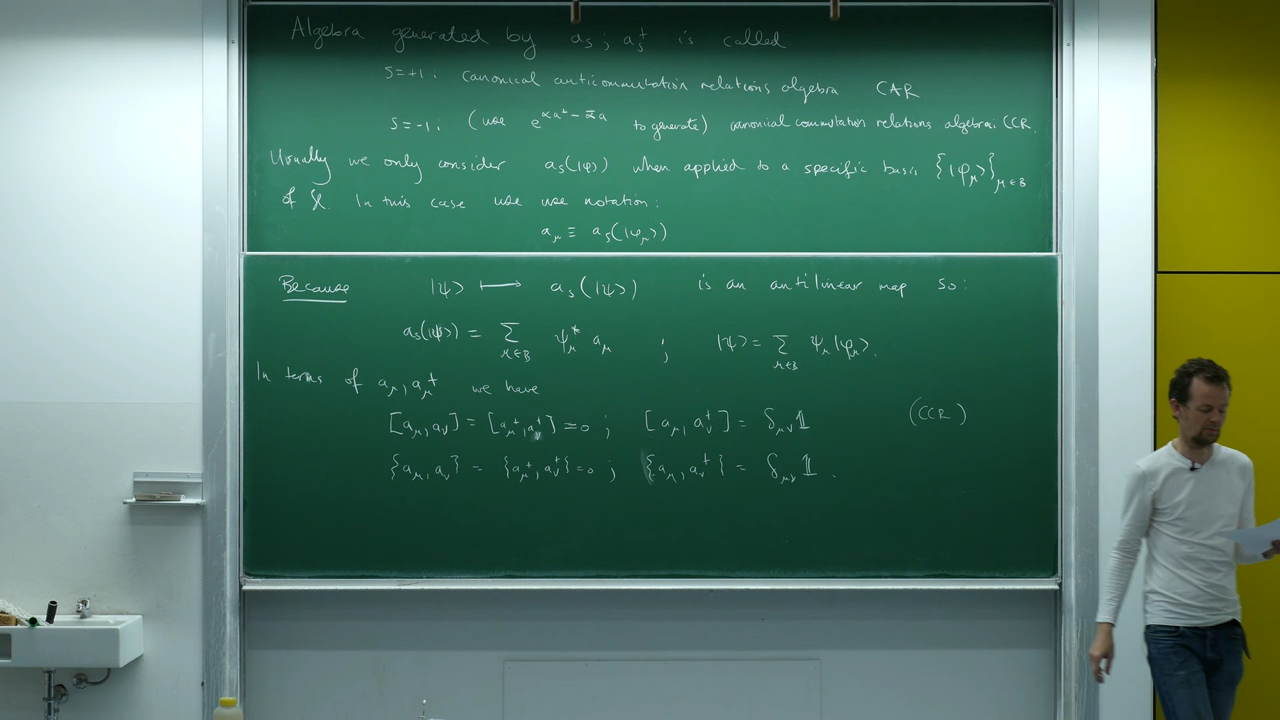 Algebra generated by a_s ; a_s^† is called
s=+1: canonical anticommutation relations algebra CAR
s=-1: (use e^{αa^† - ᾱa} to generate) canonical commutation relations algebra: CCR.
Usually we only consider a_s(|φ⟩) when applied to a specific basis {|φ_μ⟩}_{μ∈B}
of ℋ. In this case use use notation:
a_μ ≡ a_s(|φ_μ⟩)
Because |ψ⟩ ⟼ a_s(|ψ⟩) is an antilinear map so:
a_s(|ψ⟩) = ∑_{μ∈B} ψ_μ^* a_μ ; |ψ⟩ = ∑_{μ∈B} ψ_μ|φ_μ⟩.
In terms of a_μ, a_μ^† we have
[a_μ, a_ν] = [a_μ^†, a_ν^†] = 0 ; [a_μ, a_ν^†] = δ_{μν}𝟙 (CCR)
{a_μ, a_ν} = {a_μ^†, a_ν^†} = 0 ; {a_μ, a_ν^†} = δ_{μν}𝟙.